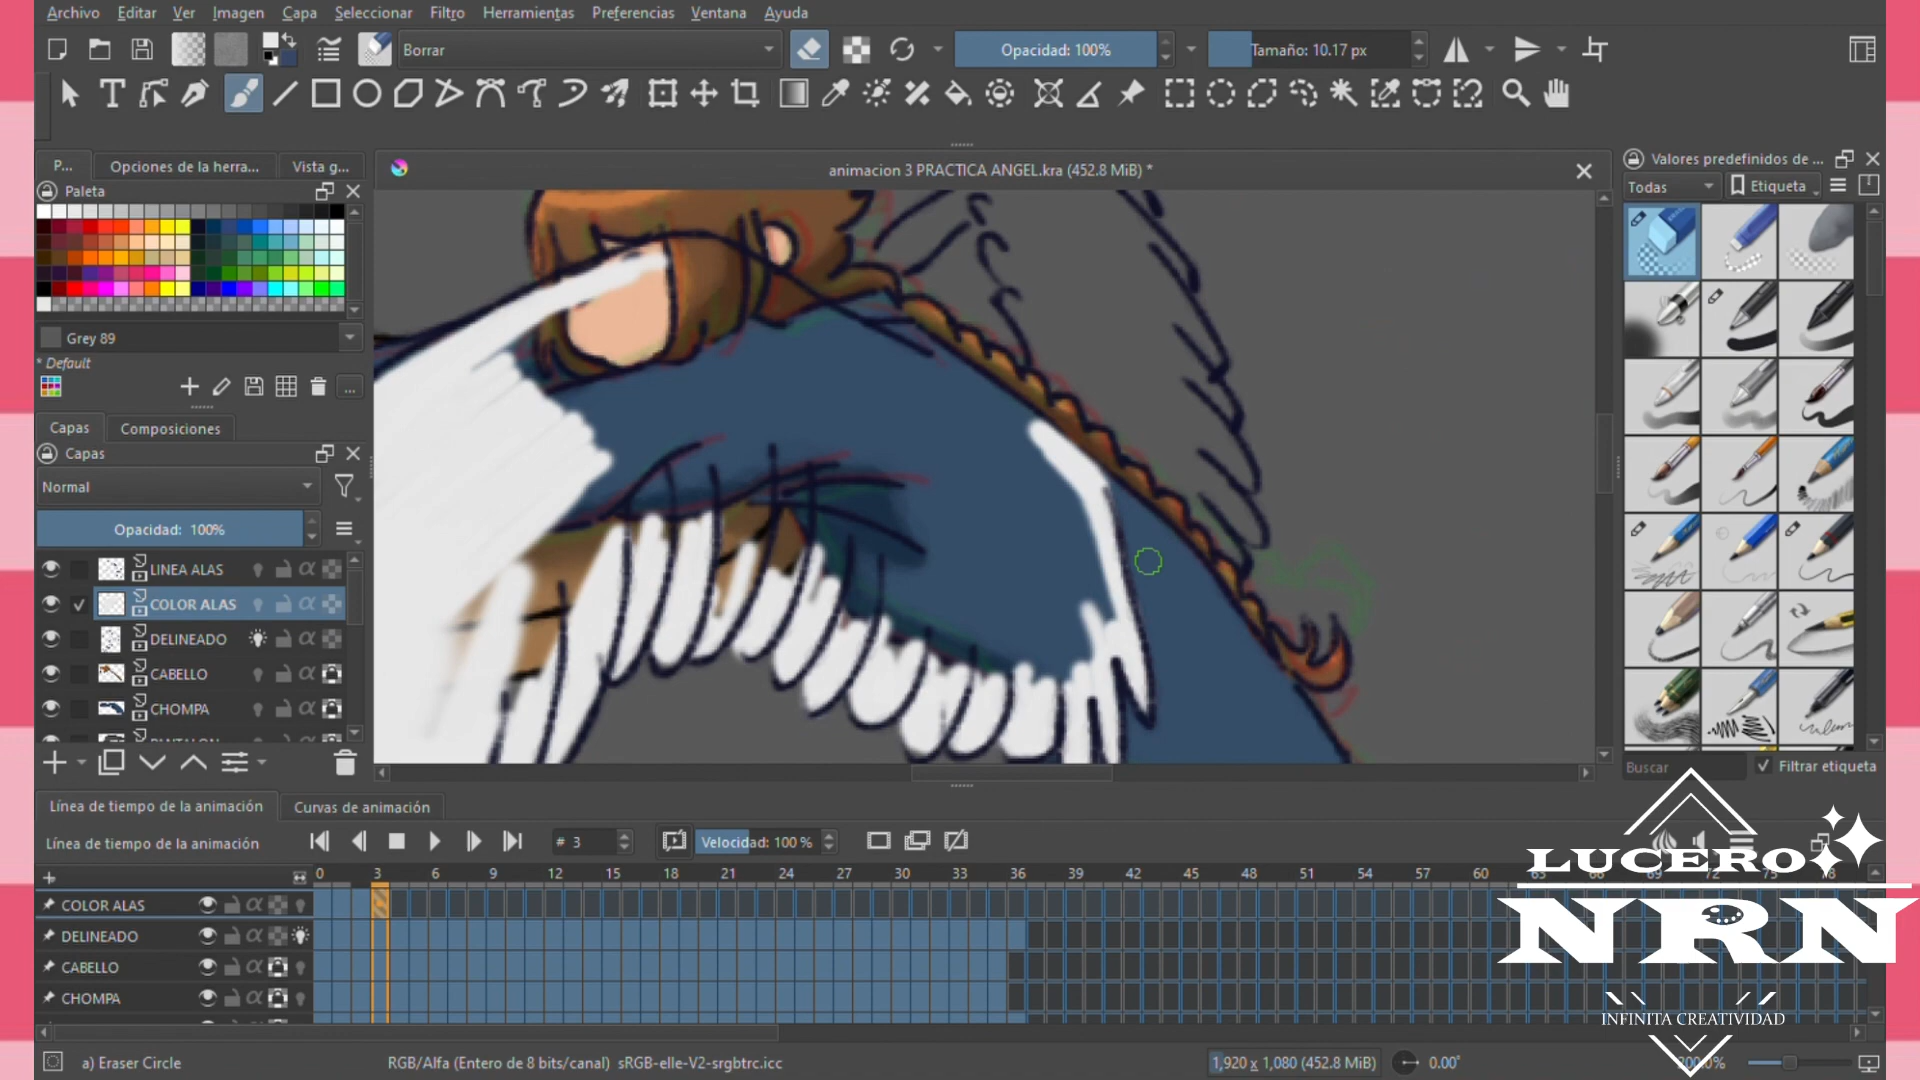 Archivo Editar Ver Imagen Capa Seleccionar Filtro Herramientas Preferencias Ventana Ayuda
Borrar Opacidad: 100% Tamaño: 10.17 px
P... Opciones de la herra... Vista g...
animacion 3 PRACTICA ANGEL.kra (452.8 MiB) *
Valores predefinidos de ...
Todas Etiqueta
Paleta
Grey 89
* Default
...
Capas Composiciones
Capas
Normal
Opacidad: 100%
LINEA ALAS
COLOR ALAS
DELINEADO
CABELLO
CHOMPA
Buscar Filtrar etiqueta
Línea de tiempo de la animación Curvas de animación
Línea de tiempo de la animación # 3 Velocidad: 100 %
0 3 6 9 12 15 18 21 24 27 30 33 36 39 42 45 48 51 54 57 60 63 66 69 72 75 78
COLOR ALAS
DELINEADO
CABELLO
CHOMPA
LUCERO
NRN
INFINITA CREATIVIDAD
a) Eraser Circle RGB/Alfa (Entero de 8 bits/canal) sRGB-elle-V2-srgbtrc.icc 1,920 x 1,080 (452.8 MiB) 0.00°